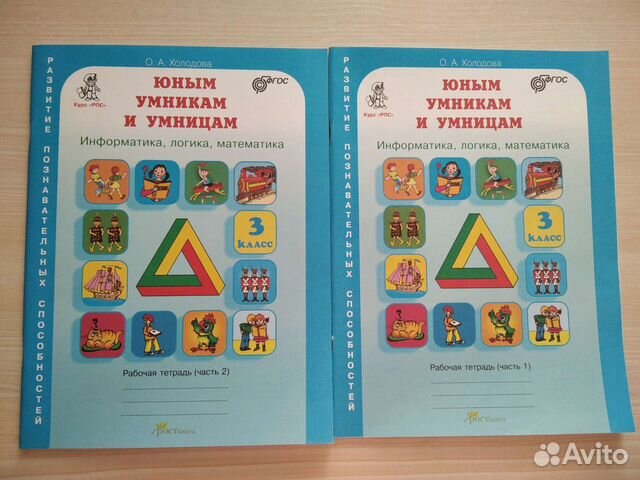 О. А. Холодова
Курс «РПС»
ФГОС
ЮНЫМ
УМНИКАМ
И УМНИЦАМ
Информатика, логика, математика
3
КЛАСС
?
Рабочая тетрадь (часть 2)
РОСТкнига
РАЗВИТИЕ ПОЗНАВАТЕЛЬНЫХ СПОСОБНОСТЕЙ
О. А. Холодова
Курс «РПС»
ФГОС
ЮНЫМ
УМНИКАМ
И УМНИЦАМ
Информатика, логика, математика
3
КЛАСС
?
Рабочая тетрадь (часть 1)
РОСТкнига
РАЗВИТИЕ ПОЗНАВАТЕЛЬНЫХ СПОСОБНОСТЕЙ
Avito